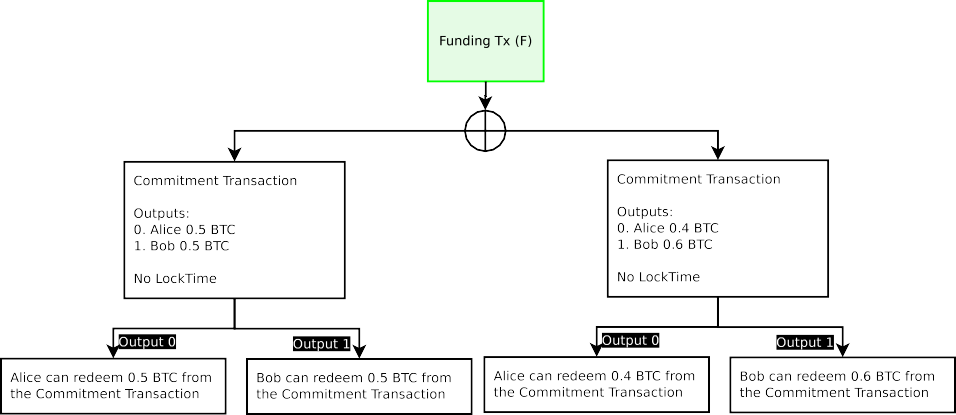 Funding Tx (F)
Commitment Transaction
Outputs:
0. Alice 0.5 BTC
1. Bob 0.5 BTC
No LockTime
Commitment Transaction
Outputs:
0. Alice 0.4 BTC
1. Bob 0.6 BTC
No LockTime
Output 0
Output 1
Output 0
Output 1
Alice can redeem 0.5 BTC from
the Commitment Transaction
Bob can redeem 0.5 BTC from
the Commitment Transaction
Alice can redeem 0.4 BTC from
the Commitment Transaction
Bob can redeem 0.6 BTC from
the Commitment Transaction